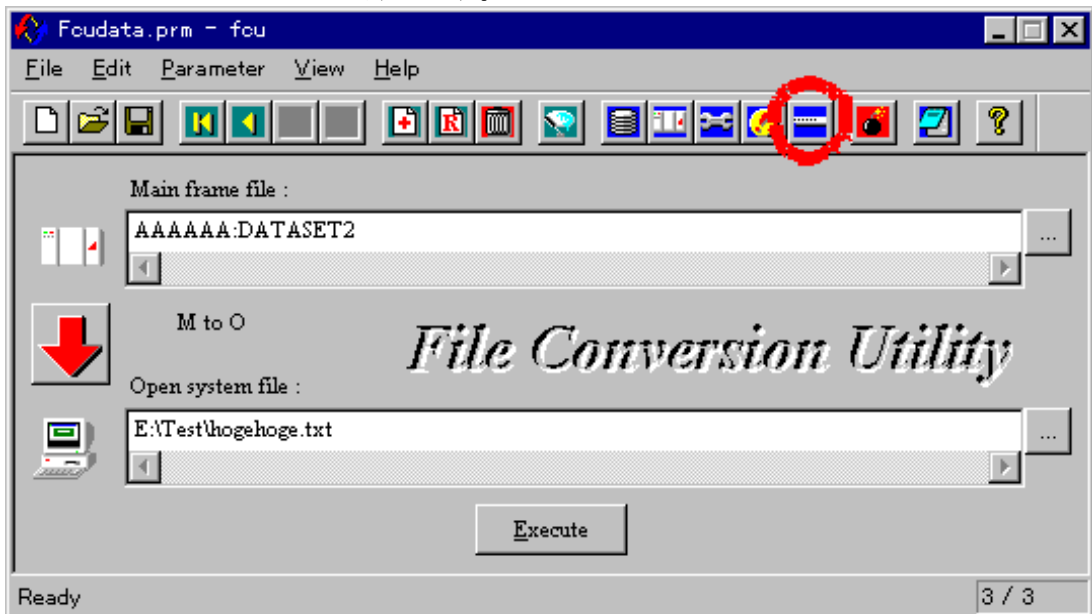 Fcudata.prm - fcu
File Edit Parameter View Help
R
?
Main frame file :
AAAAAA:DATASET2
...
M to O
File Conversion Utility
Open system file :
E:\Test\hogehoge.txt
...
Execute
Ready 3 / 3